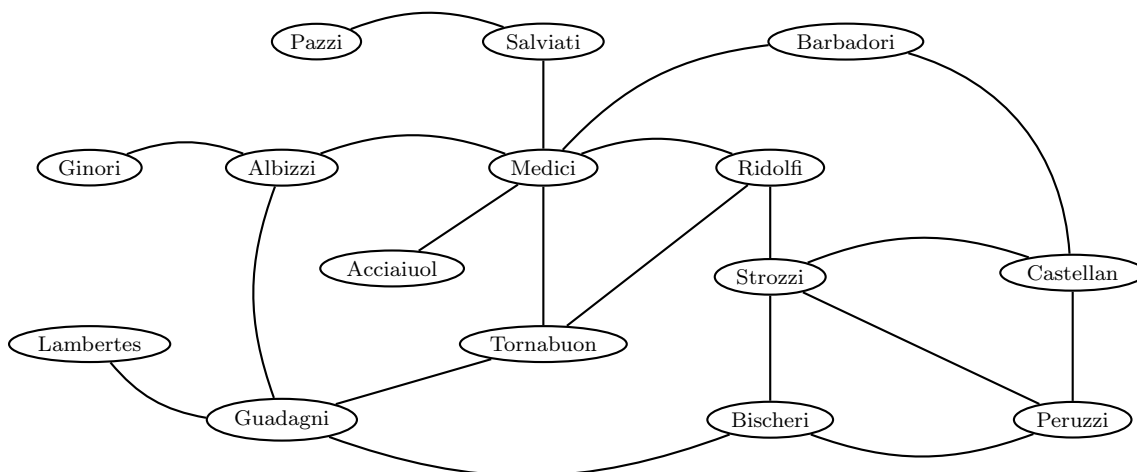 Pazzi
Salviati
Barbadori
Ginori
Albizzi
Medici
Ridolfi
Acciaiuol
Strozzi
Castellan
Lambertes
Tornabuon
Guadagni
Bischeri
Peruzzi